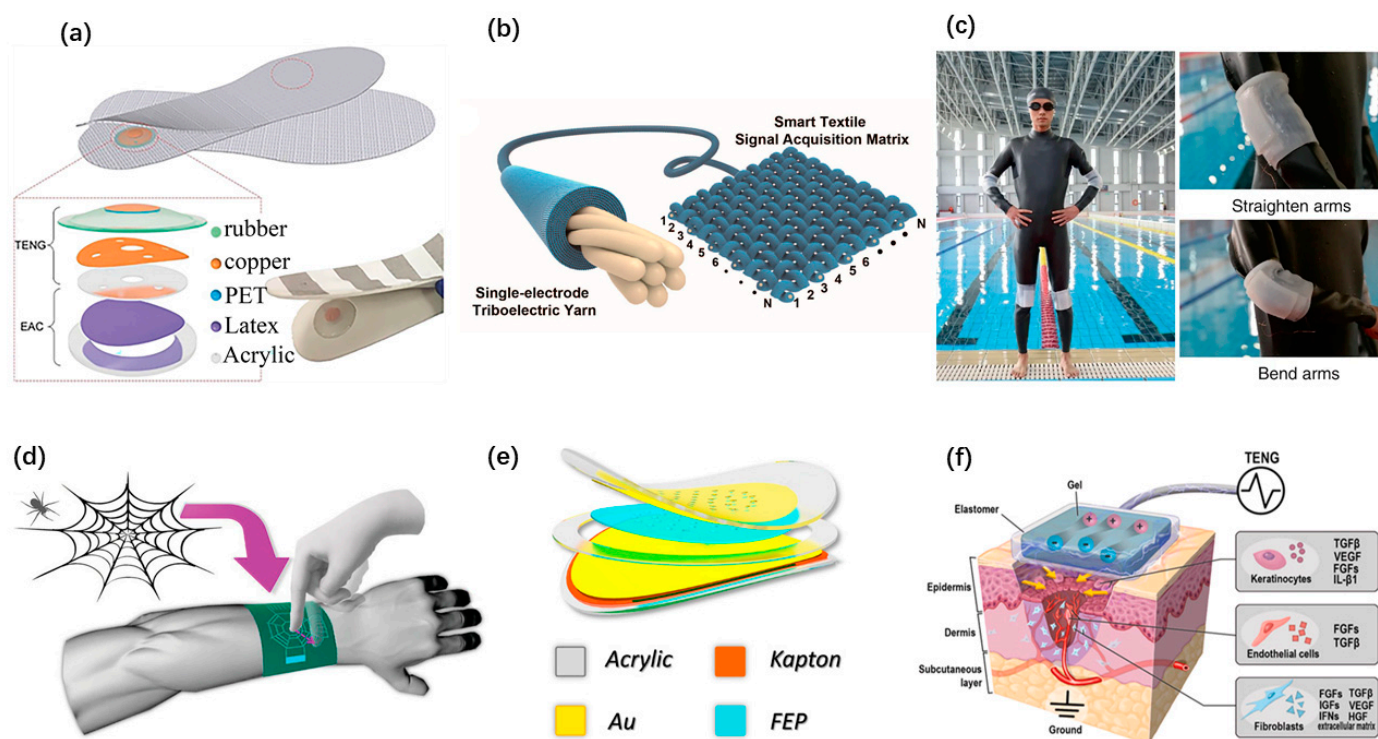 (a)
rubber
copper
PET
Latex
Acrylic
TENG
EAC
(b)
Smart Textile
Signal Acquisition Matrix
Single-electrode
Triboelectric Yarn
1
2
3
4
5
6
N
N
1
2
3
4
5
6
N
(c)
Straighten arms
Bend arms
(d)
(e)
Acrylic
Kapton
Au
FEP
(f)
TENG
Gel
Elastomer
Epidermis
Dermis
Subcutaneous
layer
Ground
Keratinocytes
TGFβ
VEGF
FGFs
IL-β1
Endothelial cells
FGFs
TGFβ
Fibroblasts
FGFs TGFβ
IGFs VEGF
IFNs HGF
extracellular matrix